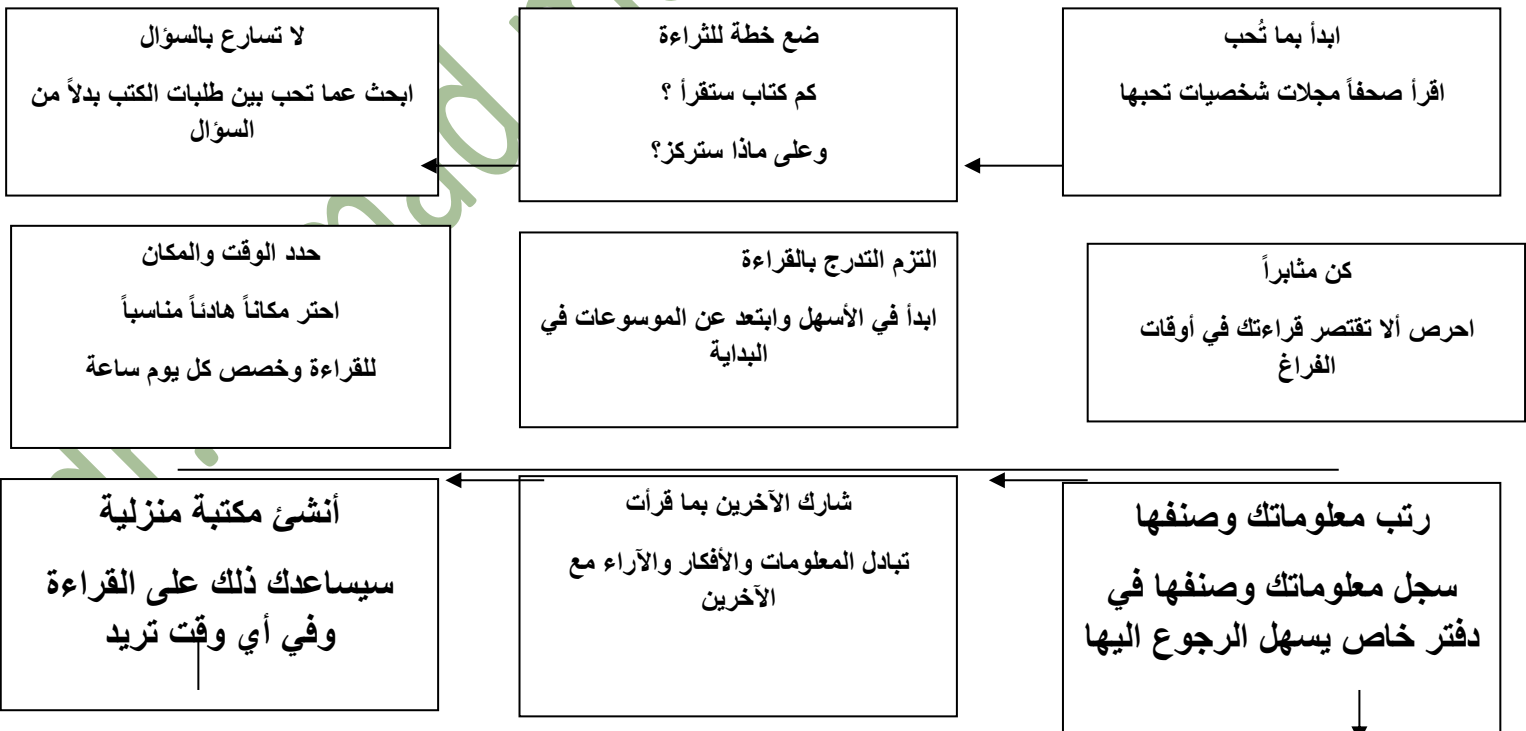 ابدأ بما تُحب
اقرأ صحفاً مجلات شخصيات تحبها
ضع خطة للثراءة
كم كتاب ستقرأ ؟
وعلى ماذا ستركز؟
لا تسارع بالسؤال
ابحث عما تحب بين طلبات الكتب بدلاً من
السؤال
كن مثابراً
احرص ألا تقتصر قراءتك في أوقات
الفراغ
التزم التدرج بالقراءة
ابدأ في الأسهل وابتعد عن الموسوعات في
البداية
حدد الوقت والمكان
احتر مكاناً هادئاً مناسباً
للقراءة وخصص كل يوم ساعة
رتب معلوماتك وصنفها
سجل معلوماتك وصنفها في
دفتر خاص يسهل الرجوع اليها
شارك الآخرين بما قرأت
تبادل المعلومات والأفكار والآراء مع
الآخرين
أنشئ مكتبة منزلية
سيساعدك ذلك على القراءة
وفي أي وقت تريد